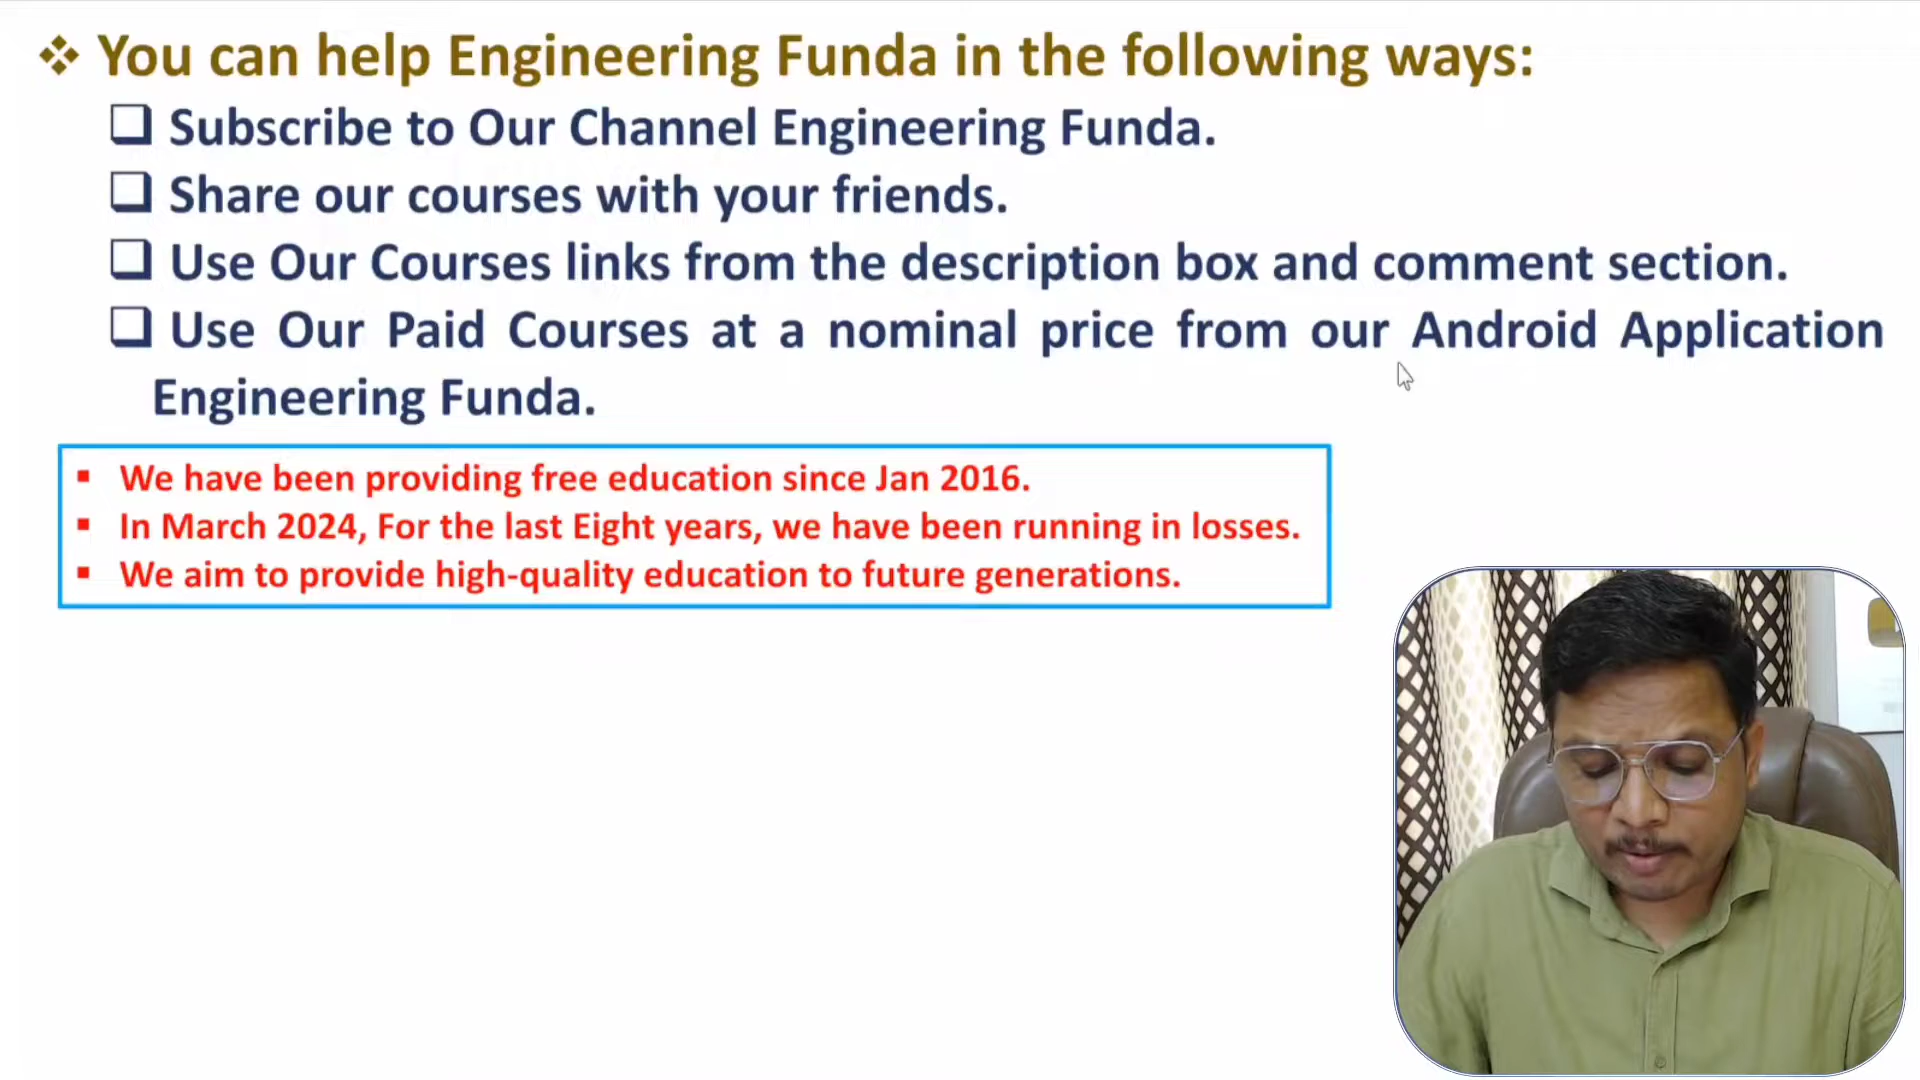 You can help Engineering Funda in the following ways:
Subscribe to Our Channel Engineering Funda.
Share our courses with your friends.
Use Our Courses links from the description box and comment section.
Use Our Paid Courses at a nominal price from our Android Application
Engineering Funda.
We have been providing free education since Jan 2016.
In March 2024, For the last Eight years, we have been running in losses.
We aim to provide high-quality education to future generations.